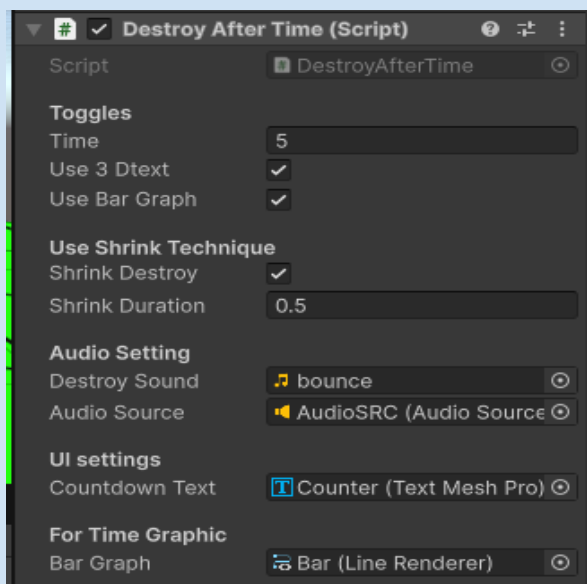 Destroy After Time (Script)
Script DestroyAfterTime
Toggles
Time 5
Use 3 Dtext
Use Bar Graph
Use Shrink Technique
Shrink Destroy
Shrink Duration 0.5
Audio Setting
Destroy Sound bounce
Audio Source AudioSRC (Audio Source
UI settings
Countdown Text Counter (Text Mesh Pro)
For Time Graphic
Bar Graph Bar (Line Renderer)